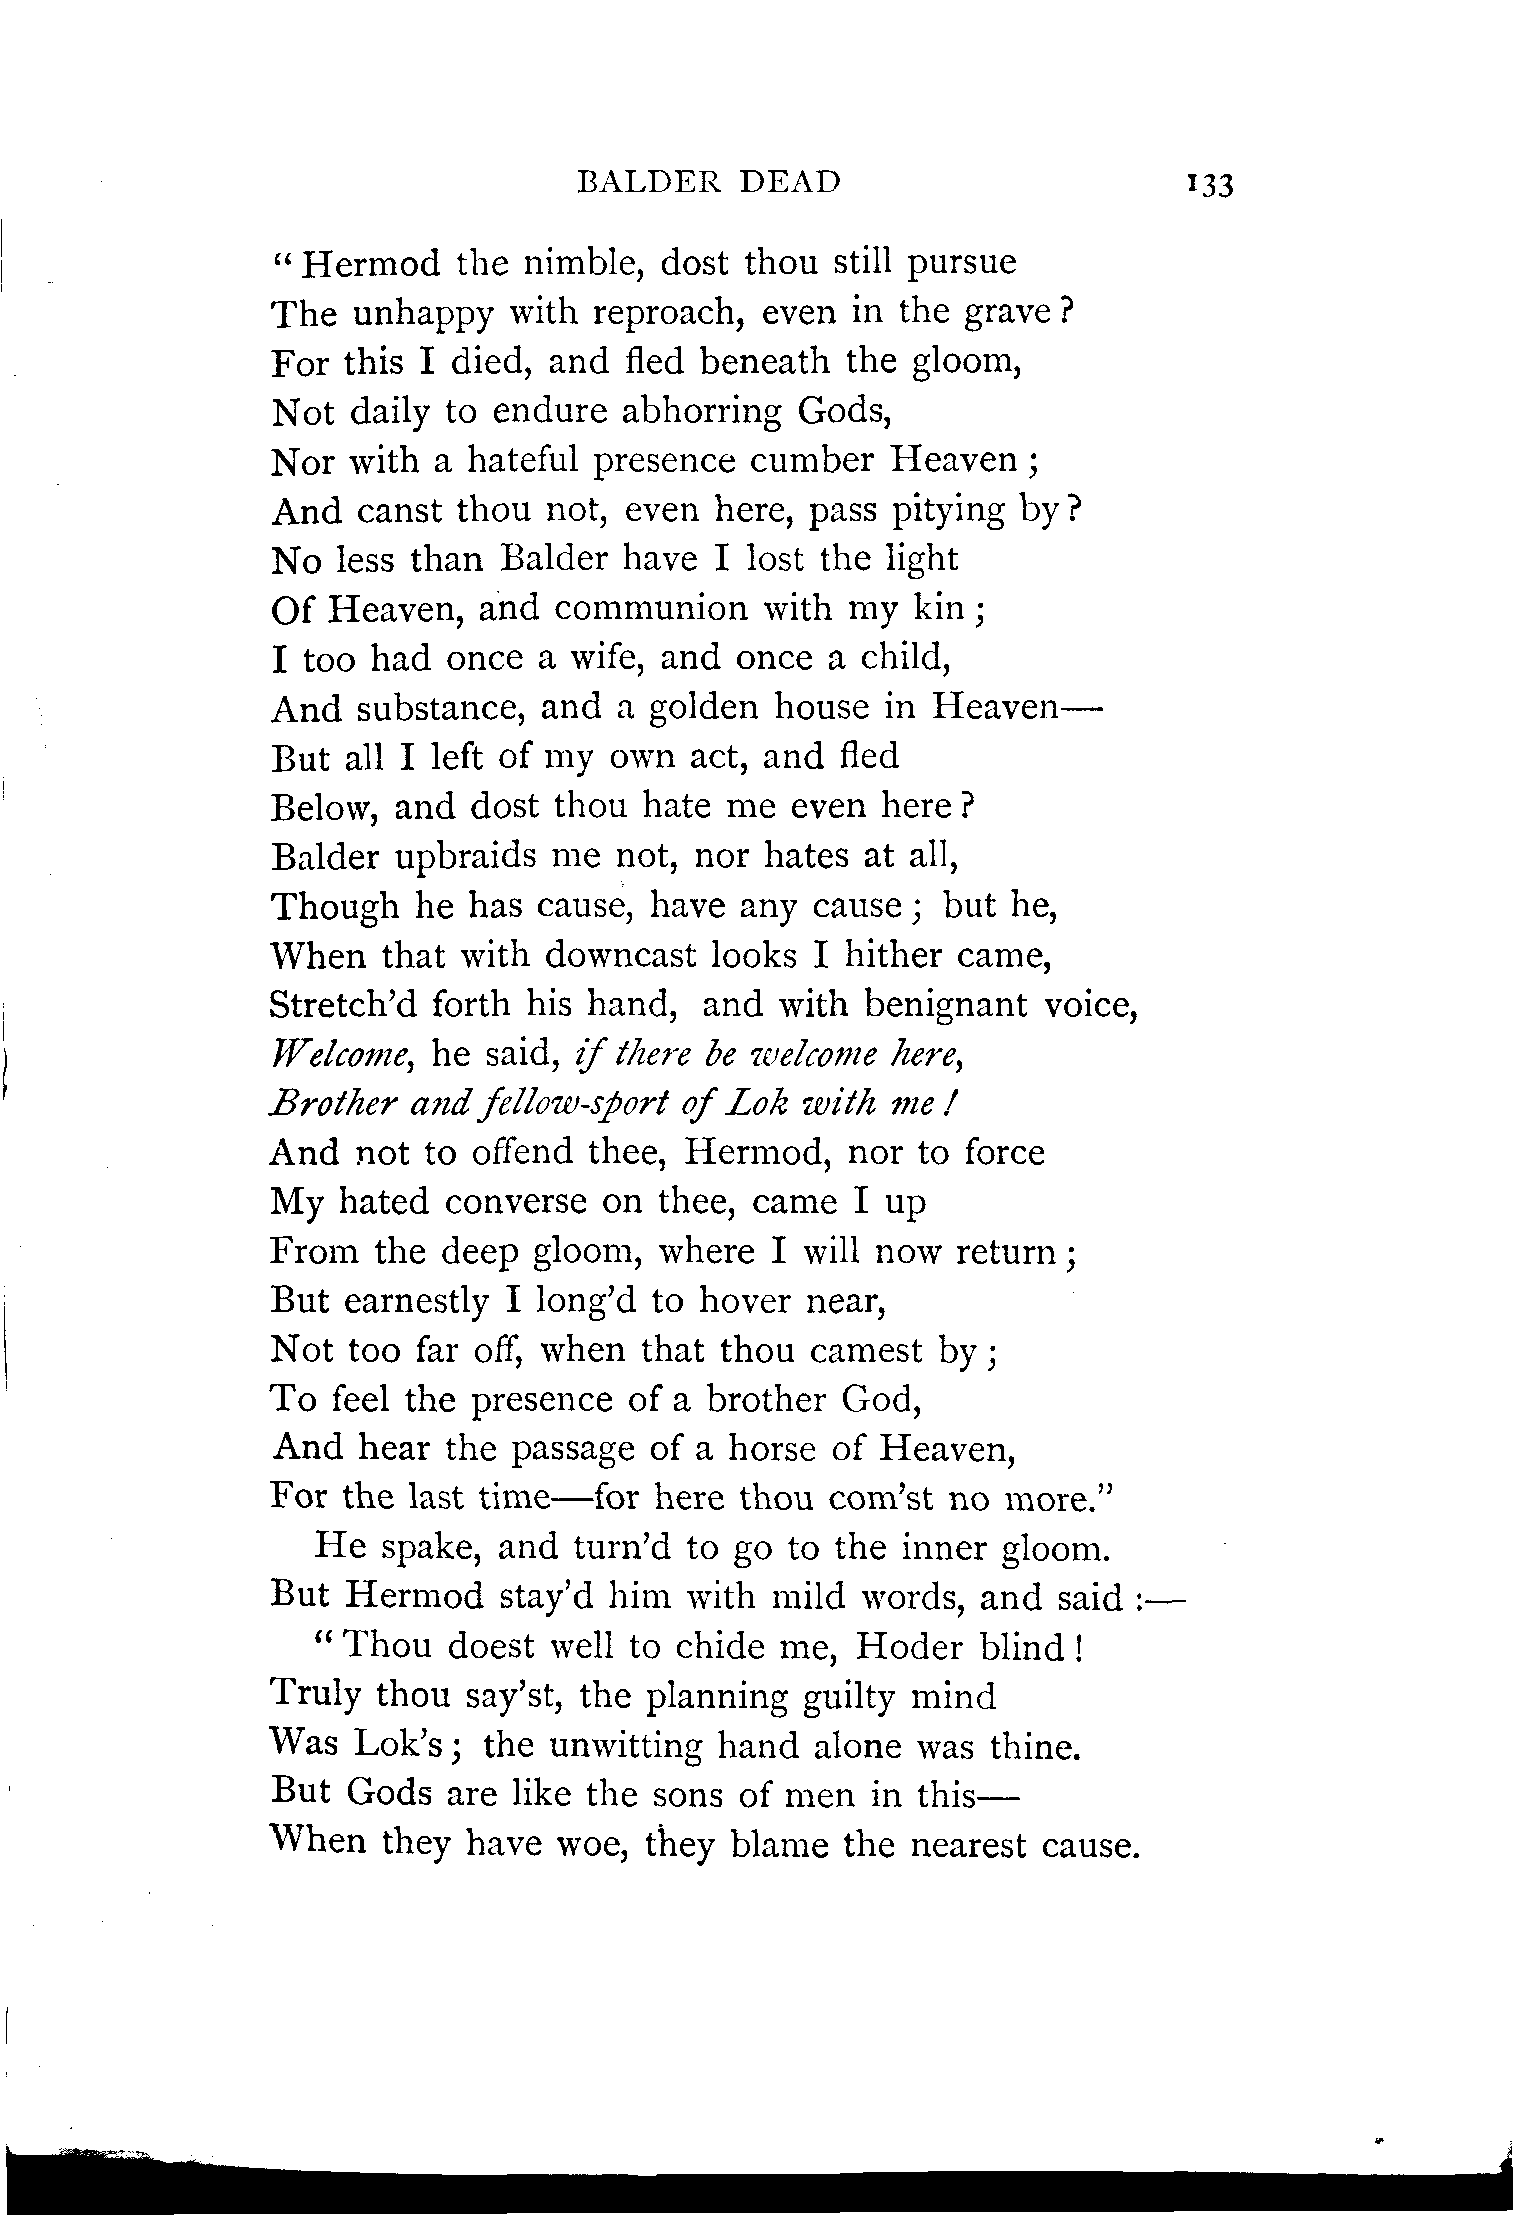 BALDER DEAD 133
“ Hermod the nimble, dost thou still pursue
The unhappy with reproach, even in the grave ?
For this I died, and fled beneath the gloom,
Not daily to endure abhorring Gods,
Nor with a hateful presence cumber Heaven ;
And canst thou not, even here, pass pitying by ?
No less than Balder have I lost the light
Of Heaven, and communion with my kin ;
I too had once a wife, and once a child,
And substance, and a golden house in Heaven—
But all I left of my own act, and fled
Below, and dost thou hate me even here ?
Balder upbraids me not, nor hates at all,
Though he has cause, have any cause ; but he,
When that with downcast looks I hither came,
Stretch’d forth his hand, and with benignant voice,
Welcome, he said, if there be welcome here,
Brother and fellow-sport of Lok with me !
And not to offend thee, Hermod, nor to force
My hated converse on thee, came I up
From the deep gloom, where I will now return ;
But earnestly I long’d to hover near,
Not too far off, when that thou camest by ;
To feel the presence of a brother God,
And hear the passage of a horse of Heaven,
For the last time—for here thou com’st no more.”
He spake, and turn’d to go to the inner gloom.
But Hermod stay’d him with mild words, and said :—
“ Thou doest well to chide me, Hoder blind !
Truly thou say’st, the planning guilty mind
Was Lok’s ; the unwitting hand alone was thine.
But Gods are like the sons of men in this—
When they have woe, they blame the nearest cause.